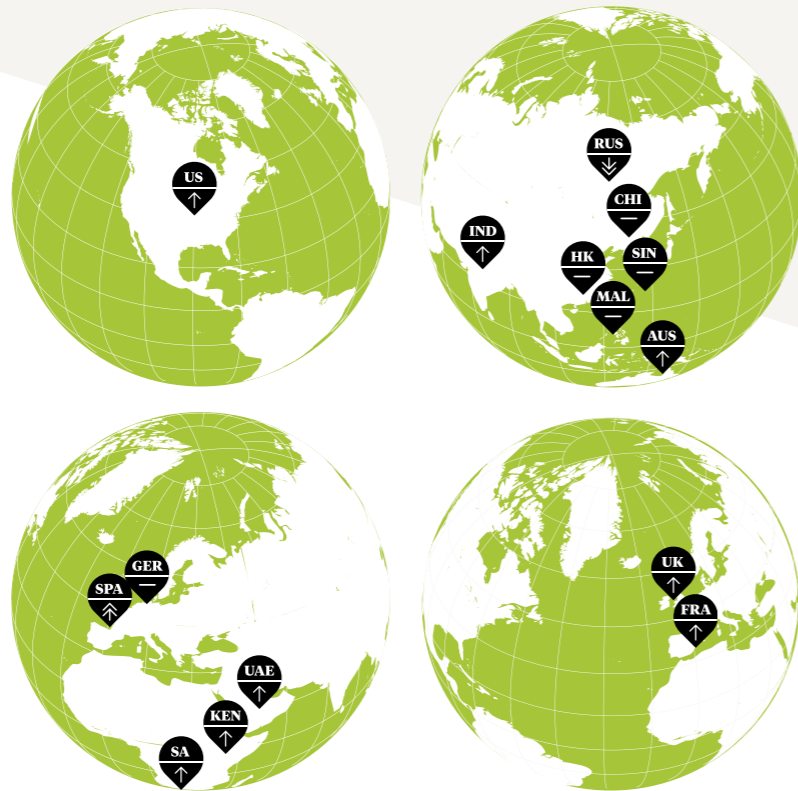 US
RUS
CHI
IND
HK
SIN
MAL
AUS
GER
SPA
UAE
KEN
SA
UK
FRA